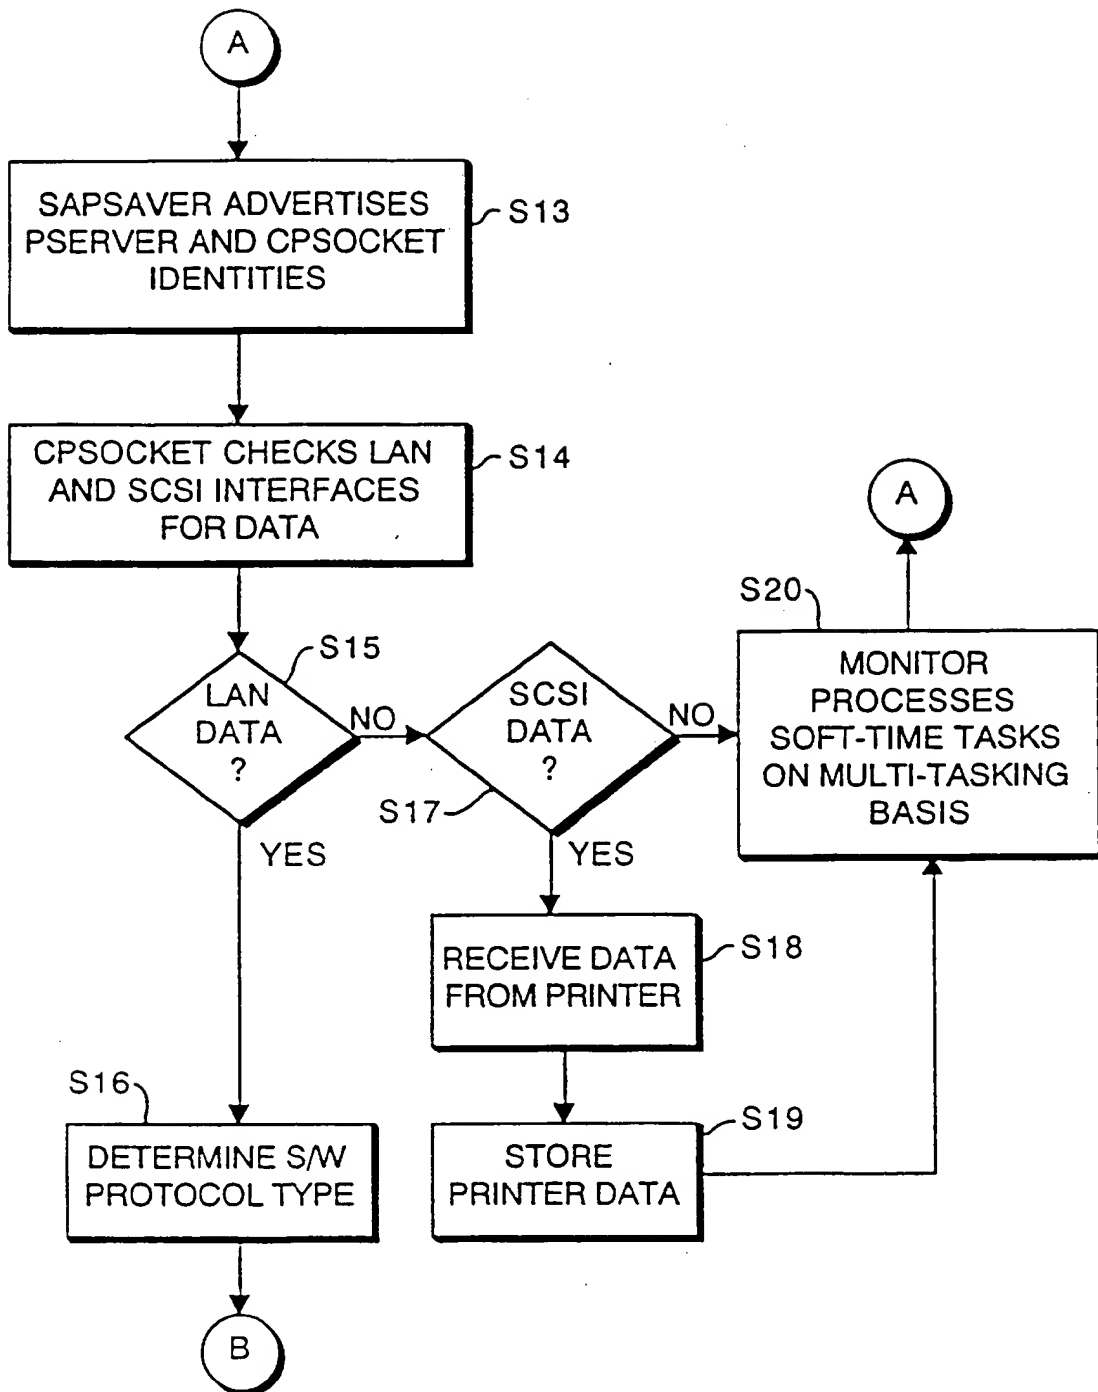 A
SAPSAVER ADVERTISES
PSERVER AND CPSOCKET
IDENTITIES
S13
CPSOCKET CHECKS LAN
AND SCSI INTERFACES
FOR DATA
S14
A
S20
MONITOR
PROCESSES
SOFT-TIME TASKS
ON MULTI-TASKING
BASIS
S15
LAN
DATA
?
NO
YES
SCSI
DATA
?
S17
NO
YES
RECEIVE DATA
FROM PRINTER
S18
S16
DETERMINE S/W
PROTOCOL TYPE
STORE
PRINTER DATA
S19
B